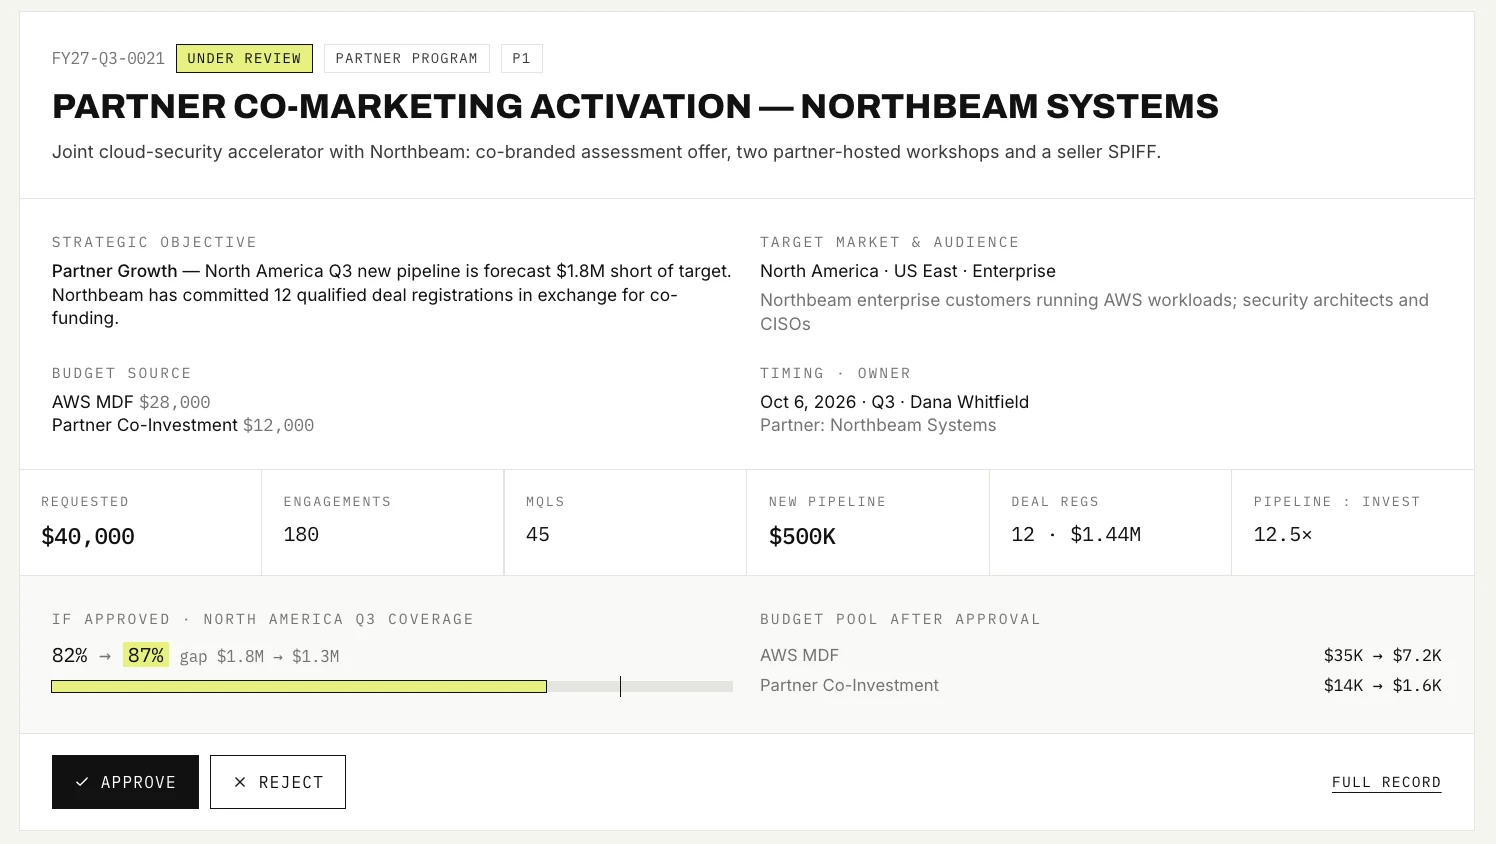 FY27-Q3-0021 UNDER REVIEW PARTNER PROGRAM P1
PARTNER CO-MARKETING ACTIVATION — NORTHBEAM SYSTEMS
Joint cloud-security accelerator with Northbeam: co-branded assessment offer, two partner-hosted workshops and a seller SPIFF.
STRATEGIC OBJECTIVE
Partner Growth — North America Q3 new pipeline is forecast $1.8M short of target.
Northbeam has committed 12 qualified deal registrations in exchange for co-
funding.
TARGET MARKET & AUDIENCE
North America · US East · Enterprise
Northbeam enterprise customers running AWS workloads; security architects and
CISOs
BUDGET SOURCE
AWS MDF $28,000
Partner Co-Investment $12,000
TIMING · OWNER
Oct 6, 2026 · Q3 · Dana Whitfield
Partner: Northbeam Systems
REQUESTED
$40,000
ENGAGEMENTS
180
MQLS
45
NEW PIPELINE
$500K
DEAL REGS
12 · $1.44M
PIPELINE : INVEST
12.5×
IF APPROVED · NORTH AMERICA Q3 COVERAGE
82% → 87% gap $1.8M → $1.3M
BUDGET POOL AFTER APPROVAL
AWS MDF $35K → $7.2K
Partner Co-Investment $14K → $1.6K
✓ APPROVE
✕ REJECT
FULL RECORD